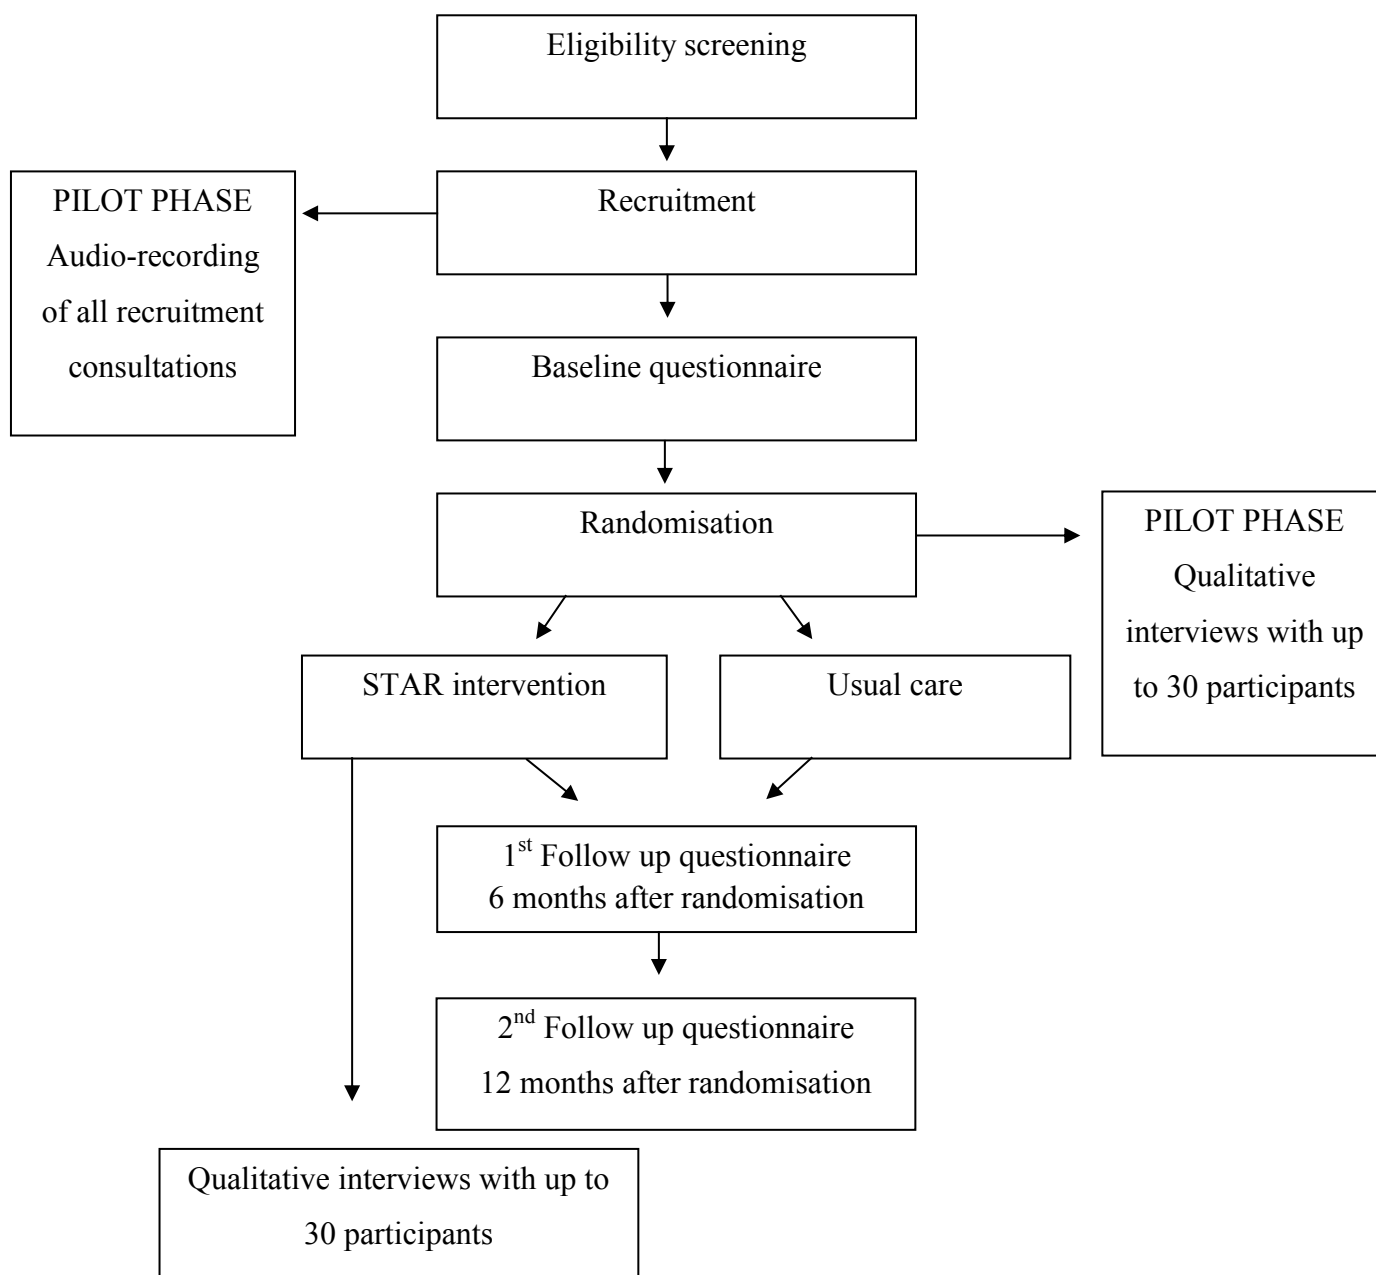 Eligibility screening
PILOT PHASE
Audio-recording
of all recruitment
consultations
Recruitment
Baseline questionnaire
Randomisation
PILOT PHASE
Qualitative
interviews with up
to 30 participants
STAR intervention
Usual care
1st Follow up questionnaire
6 months after randomisation
2nd Follow up questionnaire
12 months after randomisation
Qualitative interviews with up to
30 participants